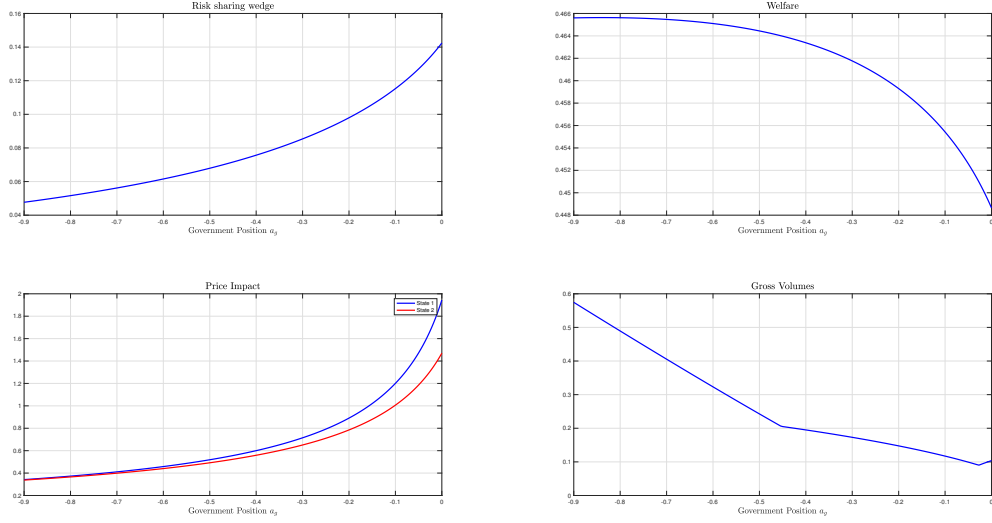 Risk sharing wedge
0.16
0.14
0.12
0.1
0.08
0.06
0.04
-0.9 -0.8 -0.7 -0.6 -0.5 -0.4 -0.3 -0.2 -0.1 0
Government Position a_g
Welfare
0.466
0.464
0.462
0.46
0.458
0.456
0.454
0.452
0.45
0.448
-0.9 -0.8 -0.7 -0.6 -0.5 -0.4 -0.3 -0.2 -0.1 0
Government Position a_g
Price Impact
State 1
State 2
2
1.8
1.6
1.4
1.2
1
0.8
0.6
0.4
0.2
-0.9 -0.8 -0.7 -0.6 -0.5 -0.4 -0.3 -0.2 -0.1 0
Government Position a_g
Gross Volumes
0.6
0.5
0.4
0.3
0.2
0.1
0
-0.9 -0.8 -0.7 -0.6 -0.5 -0.4 -0.3 -0.2 -0.1 0
Government Position a_g